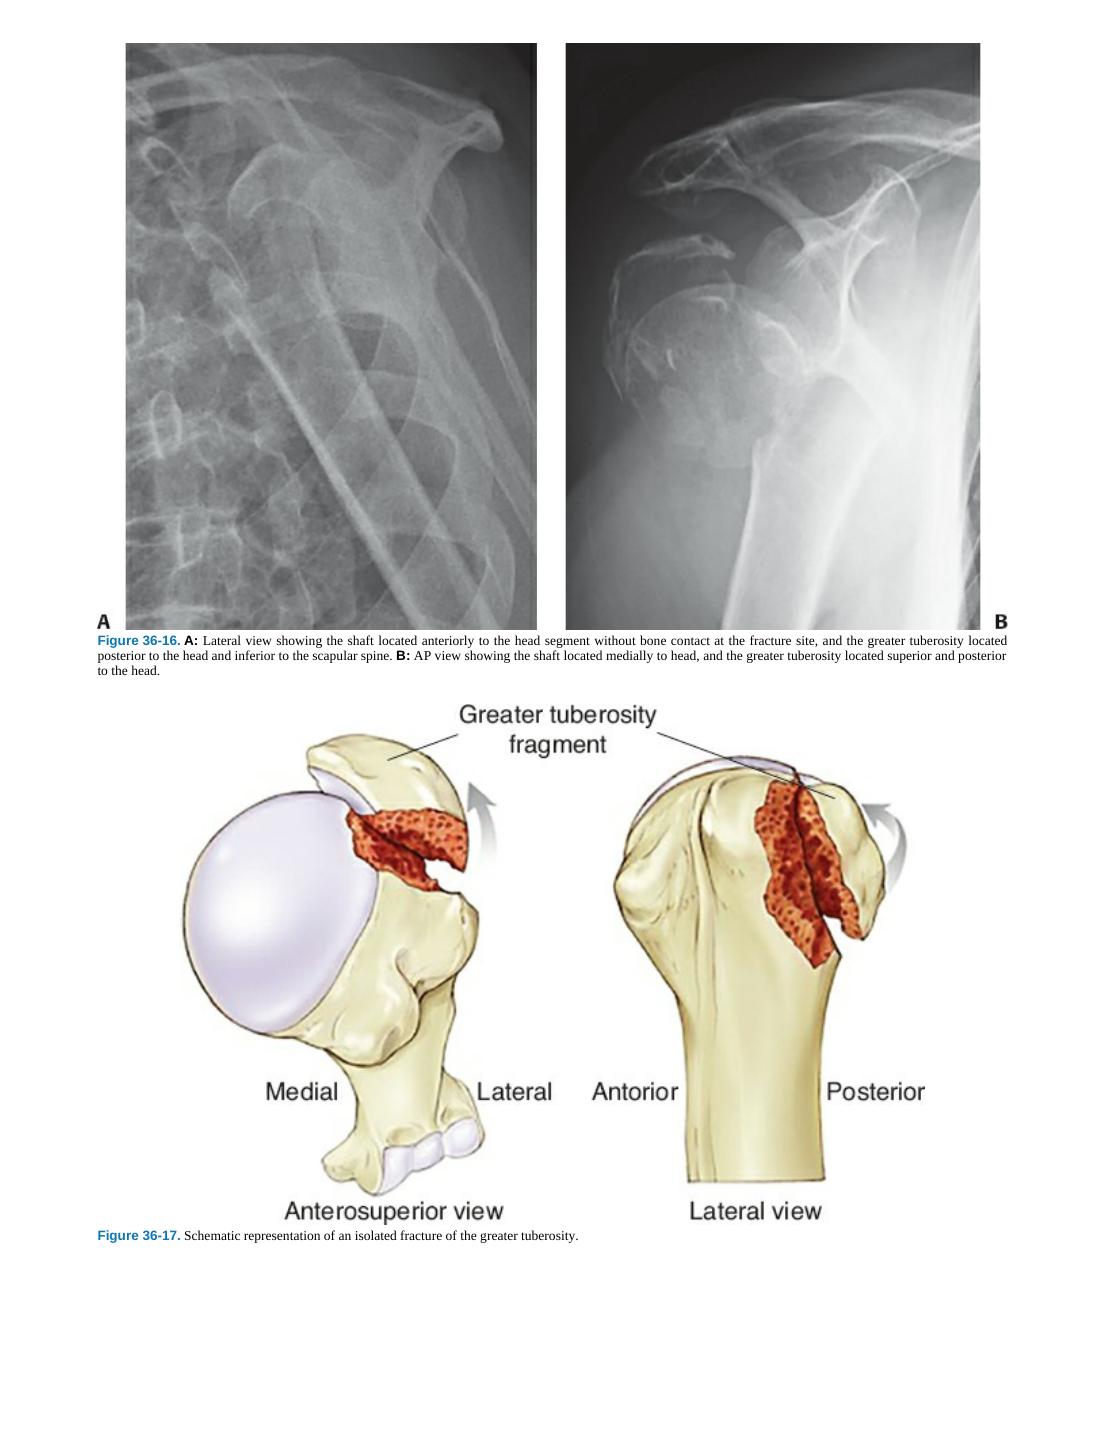 A
B
Figure 36-16. A: Lateral view showing the shaft located anteriorly to the head segment without bone contact at the fracture site, and the greater tuberosity located
posterior to the head and inferior to the scapular spine. B: AP view showing the shaft located medially to head, and the greater tuberosity located superior and posterior
to the head.
Greater tuberosity
fragment
Medial
Lateral
Antorior
Posterior
Anterosuperior view
Lateral view
Figure 36-17. Schematic representation of an isolated fracture of the greater tuberosity.